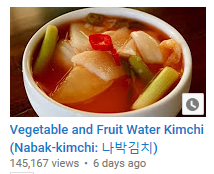 Vegetable and Fruit Water Kimchi
(Nabak-kimchi: 나박김치)
145,167 views • 6 days ago